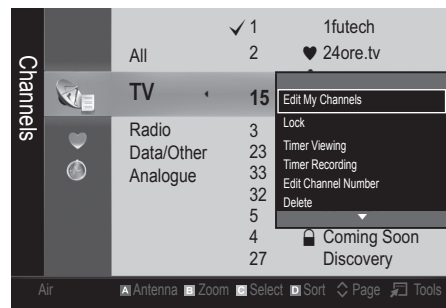 Channels
1 1futech
All 2 24ore.tv
TV 15
Radio 3
Data/Other 23
Analogue 33
32
5
4 Coming Soon
27 Discovery
Edit My Channels
Lock
Timer Viewing
Timer Recording
Edit Channel Number
Delete
Air A Antenna B Zoom C Select D Sort Page Tools